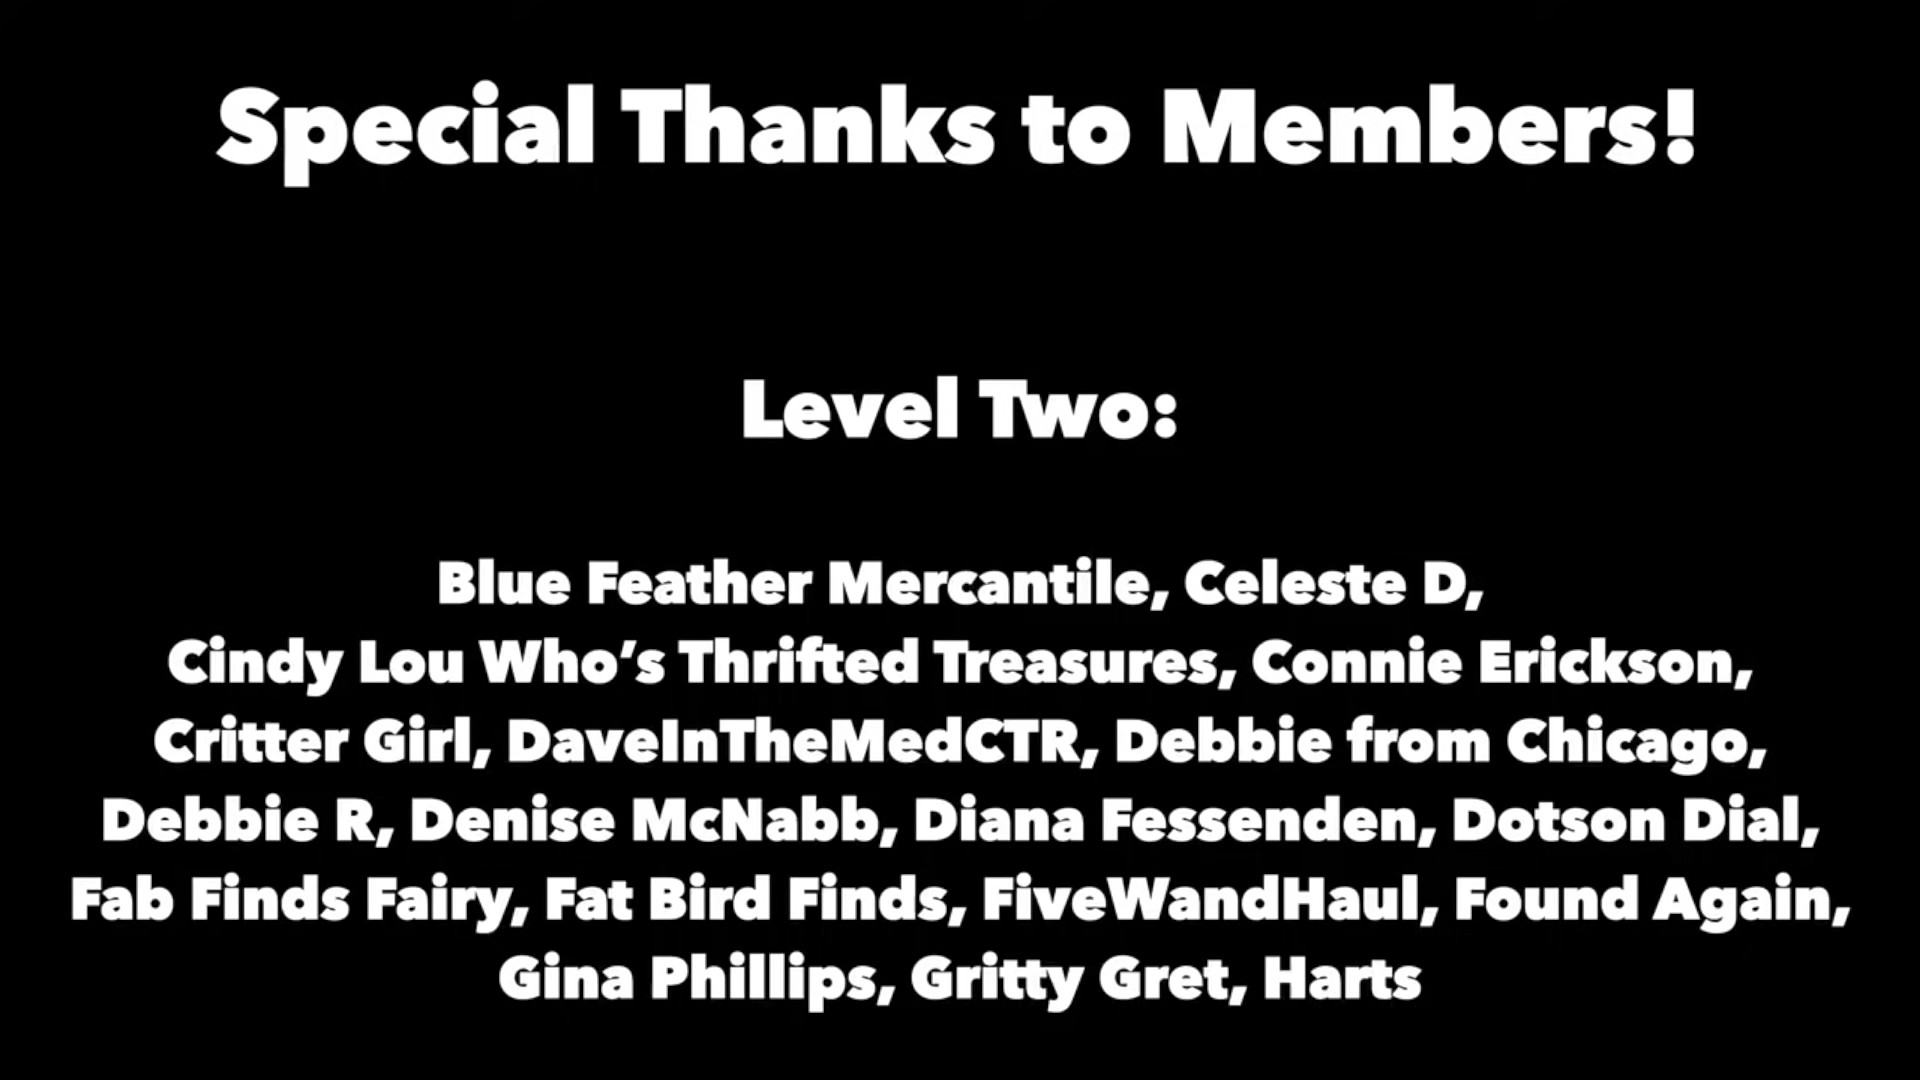 Special Thanks to Members!
Level Two:
Blue Feather Mercantile, Celeste D,
Cindy Lou Who’s Thrifted Treasures, Connie Erickson,
Critter Girl, DaveInTheMedCTR, Debbie from Chicago,
Debbie R, Denise McNabb, Diana Fessenden, Dotson Dial,
Fab Finds Fairy, Fat Bird Finds, FiveWandHaul, Found Again,
Gina Phillips, Gritty Gret, Harts